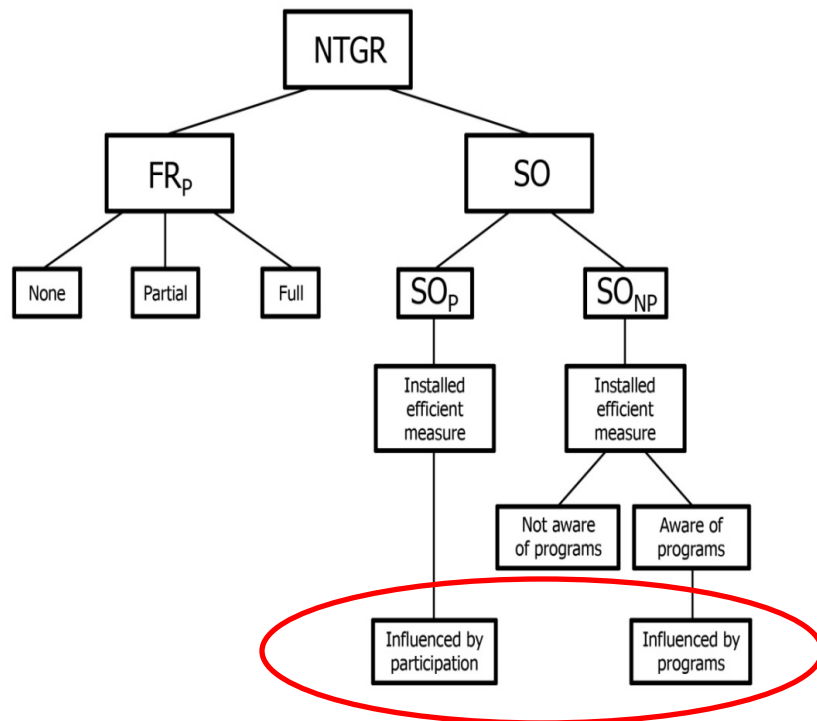 NTGR
FRP
SO
None
Partial
Full
SOP
SONP
Installed
efficient
measure
Installed
efficient
measure
Not aware
of programs
Aware of
programs
Influenced by
participation
Influenced by
programs